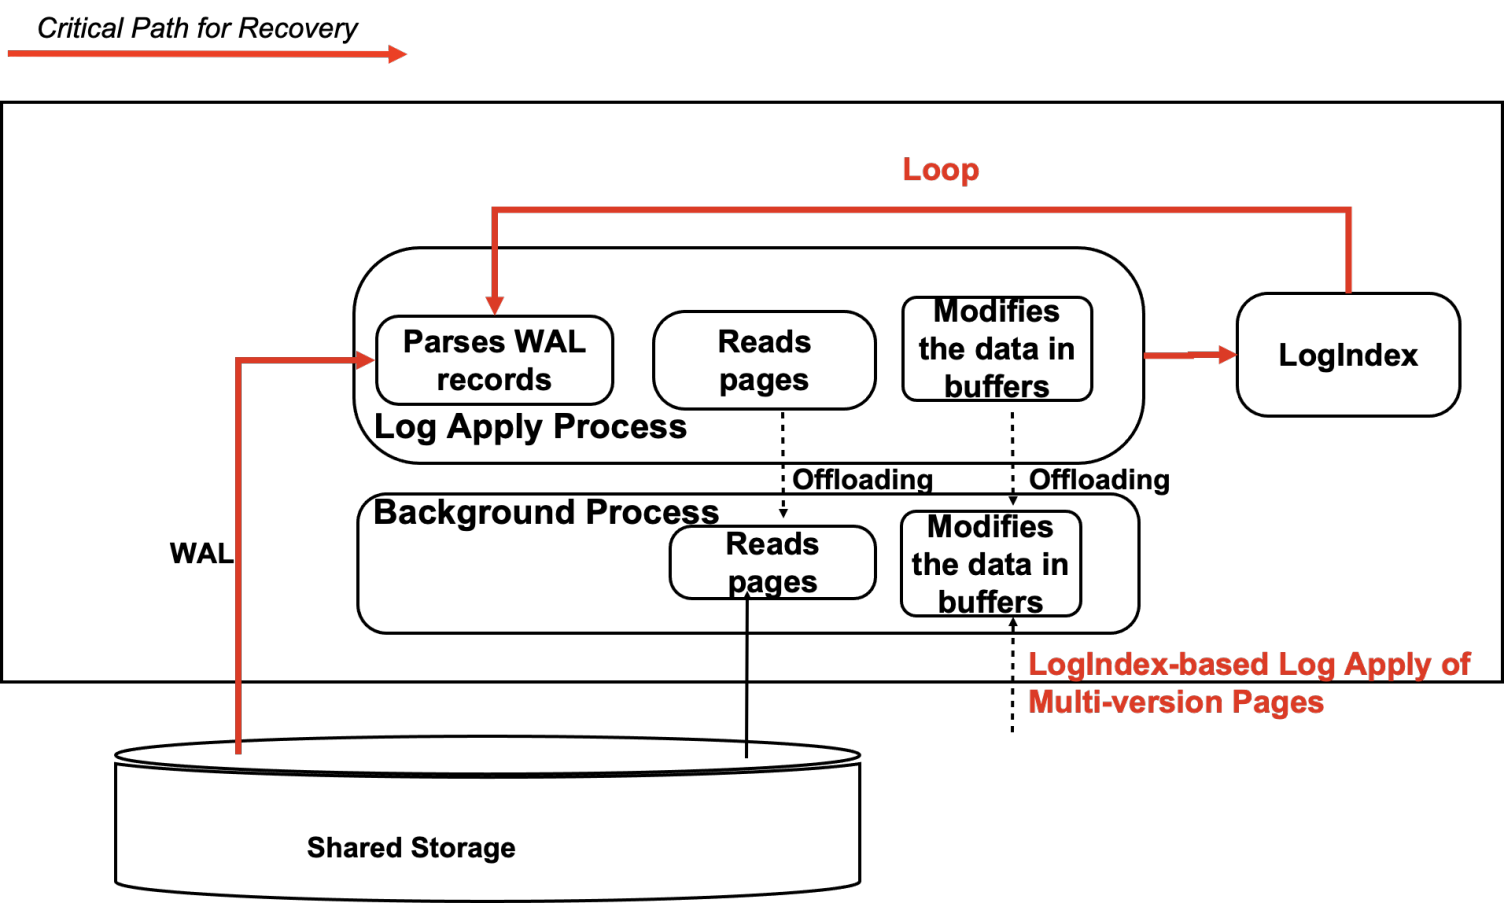 Critical Path for Recovery
Loop
Parses WAL
records
Reads
pages
Modifies
the data in
buffers
LogIndex
Log Apply Process
Offloading
Offloading
Background Process
Reads
pages
Modifies
the data in
buffers
WAL
LogIndex-based Log Apply of
Multi-version Pages
Shared Storage